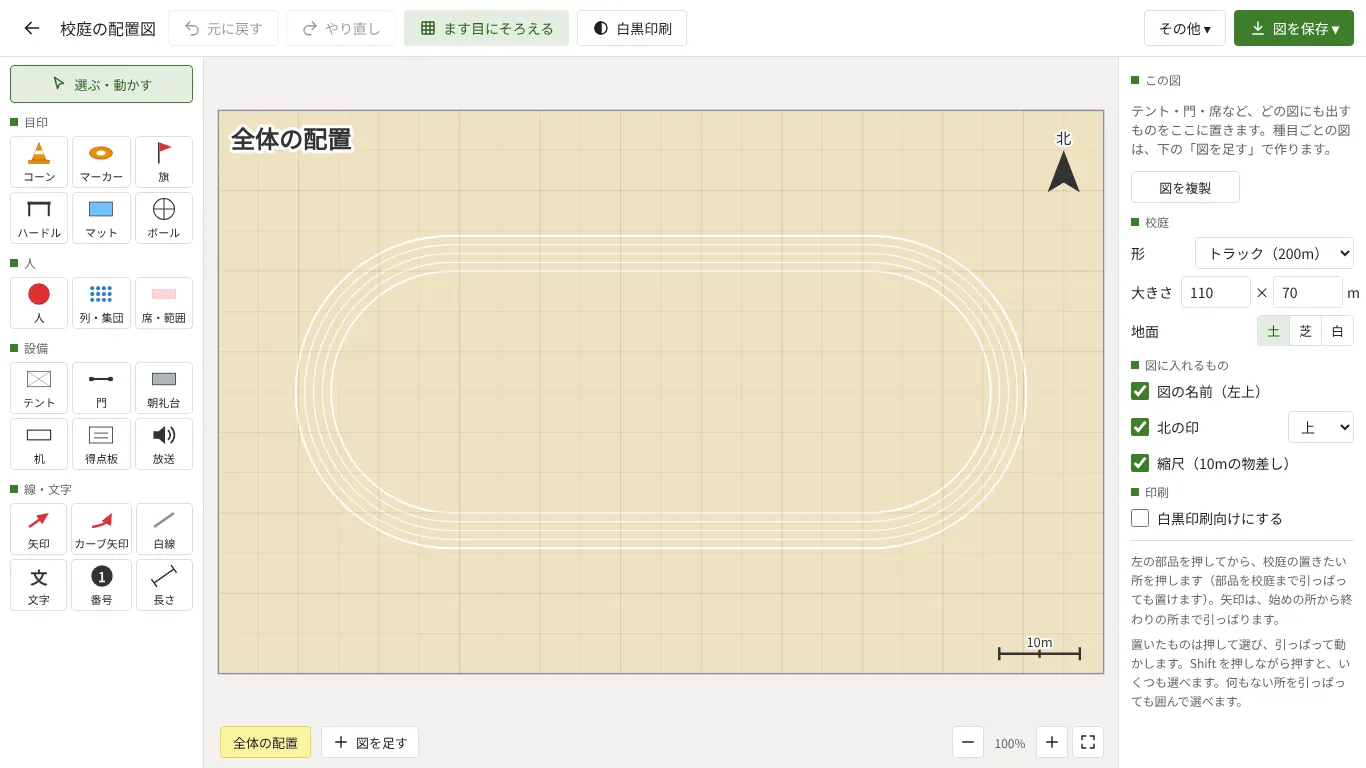 校庭の配置図
元に戻す
やり直し
ます目にそろえる
白黒印刷
その他▾
図を保存▾
選ぶ・動かす
目印
コーン
マーカー
旗
ハードル
マット
ボール
人
人
列・集団
席・範囲
設備
テント
門
朝礼台
机
得点板
放送
線・文字
矢印
カーブ矢印
白線
文
文字
1
番号
長さ
全体の配置
北
10m
全体の配置
図を足す
100%
この図
テント・門・席など、どの図にも出す
ものをここに置きます。種目ごとの図
は、下の「図を足す」で作ります。
図を複製
校庭
形
トラック（200m）
大きさ
110
×
70
m
地面
土
芝
白
図に入れるもの
図の名前（左上）
北の印
上
縮尺（10mの物差し）
印刷
白黒印刷向けにする
左の部品を押してから、校庭の置きたい
所を押します（部品を校庭まで引っぱっ
ても置けます）。矢印は、始めの所から終
わりの所まで引っぱります。
置いたものは押して選び、引っぱって動
かします。Shift を押しながら押すと、い
くつも選べます。何もない所を引っぱっ
ても囲んで選べます。